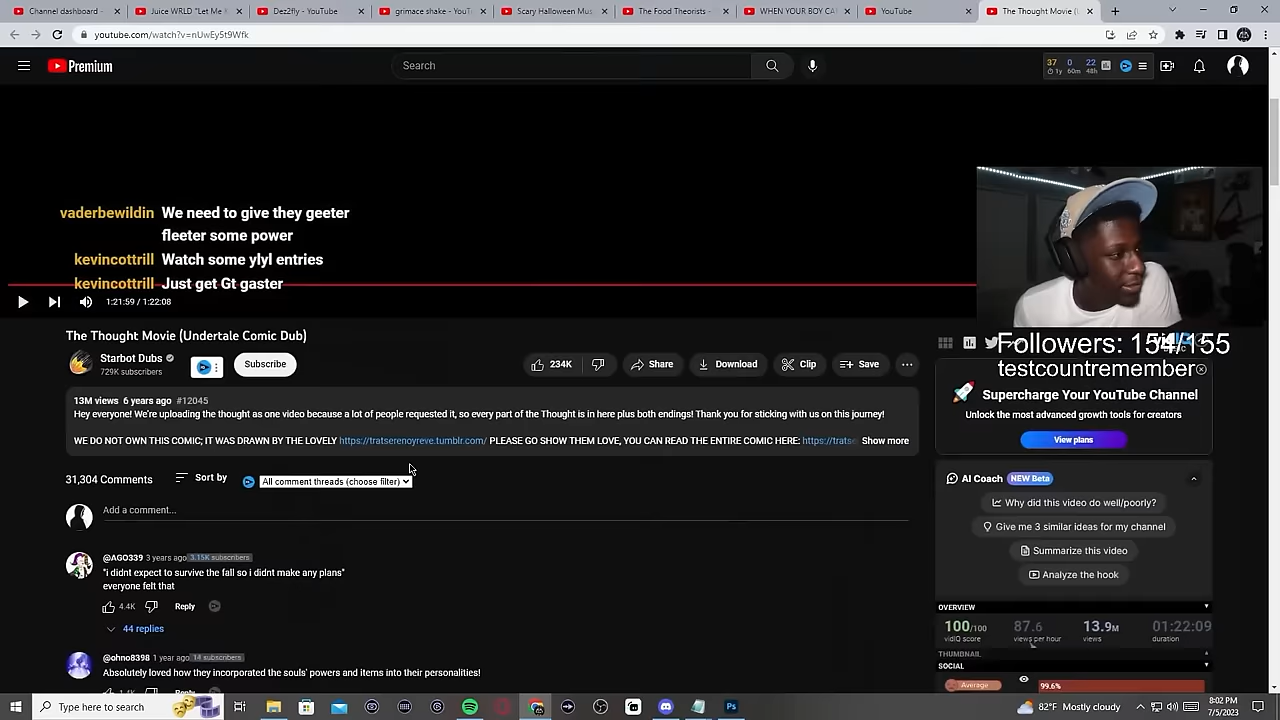 Channel dashboard -
Juice WRLD "Let Me K
Dez2fly - YouTube
grimace shake - YouT
Scary Halloween Mus
The Food Theorists -
WHEN YOUR BOY CA
YouTube
The Thought Movie (
youtube.com/watch?v=nUwEy5t9Wfk
Premium
Search
37 0 22
1y 60m 48h
vaderbewildin We need to give they geeter
fleeter some power
kevincottrill Watch some ylyl entries
kevincottrill Just get Gt gaster
1:21:59 / 1:22:08
The Thought Movie (Undertale Comic Dub)
Starbot Dubs
729K subscribers
Subscribe
234K
Share
Download
Clip
Save
Followers: 154/155
testcountremember
13M views 6 years ago #12045
Hey everyone! We're uploading the thought as one video because a lot of people requested it, so every part of the Thought is in here plus both endings! Thank you for sticking with us on this journey!
WE DO NOT OWN THIS COMIC; IT WAS DRAWN BY THE LOVELY https://tratserenoyreve.tumblr.com/ PLEASE GO SHOW THEM LOVE, YOU CAN READ THE ENTIRE COMIC HERE: https://tratse Show more
31,304 Comments
Sort by
All comment threads (choose filter)
Add a comment...
@AGO339 3 years ago 3.15K subscribers
"i didnt expect to survive the fall so i didnt make any plans"
everyone felt that
4.4K
Reply
44 replies
@ohno8398 1 year ago 14 subscribers
Absolutely loved how they incorporated the souls' powers and items into their personalities!
1.4K
Reply
Supercharge Your YouTube Channel
Unlock the most advanced growth tools for creators
View plans
AI Coach NEW Beta
Why did this video do well/poorly?
Give me 3 similar ideas for my channel
Summarize this video
Analyze the hook
OVERVIEW
100/100 87.6 13.9M 01:22:09
vidIQ score views per hour views duration
THUMBNAIL
SOCIAL
Average
99.6%
Type here to search
82°F Mostly cloudy
8:02 PM
7/5/2023